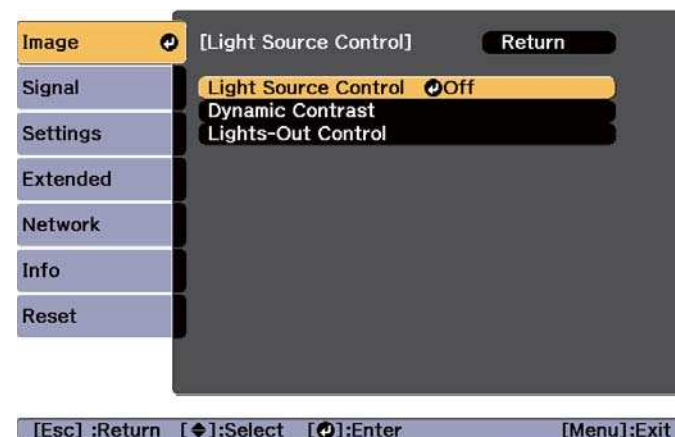 Image
[Light Source Control] Return
Signal
Light Source Control Off
Dynamic Contrast
Settings
Lights-Out Control
Extended
Network
Info
Reset
[Esc] :Return [◆]:Select [↵]:Enter [Menu]:Exit